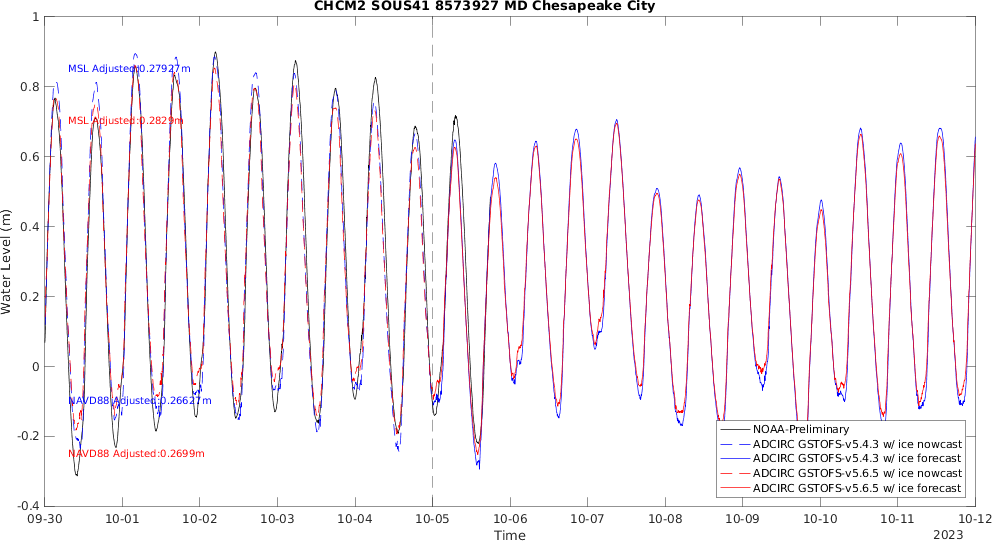 CHCM2 SOUS41 8573927 MD Chesapeake City
1
0.8
0.6
0.4
0.2
0
-0.2
-0.4
Water Level (m)
MSL Adjusted:0.27927m
MSL Adjusted:0.2829m
NAVD88 Adjusted:0.26627m
NAVD88 Adjusted:0.2699m
NOAA-Preliminary
ADCIRC GSTOFS-v5.4.3 w/ ice nowcast
ADCIRC GSTOFS-v5.4.3 w/ ice forecast
ADCIRC GSTOFS-v5.6.5 w/ ice nowcast
ADCIRC GSTOFS-v5.6.5 w/ ice forecast
09-30 10-01 10-02 10-03 10-04 10-05 10-06 10-07 10-08 10-09 10-10 10-11 10-12
Time
2023